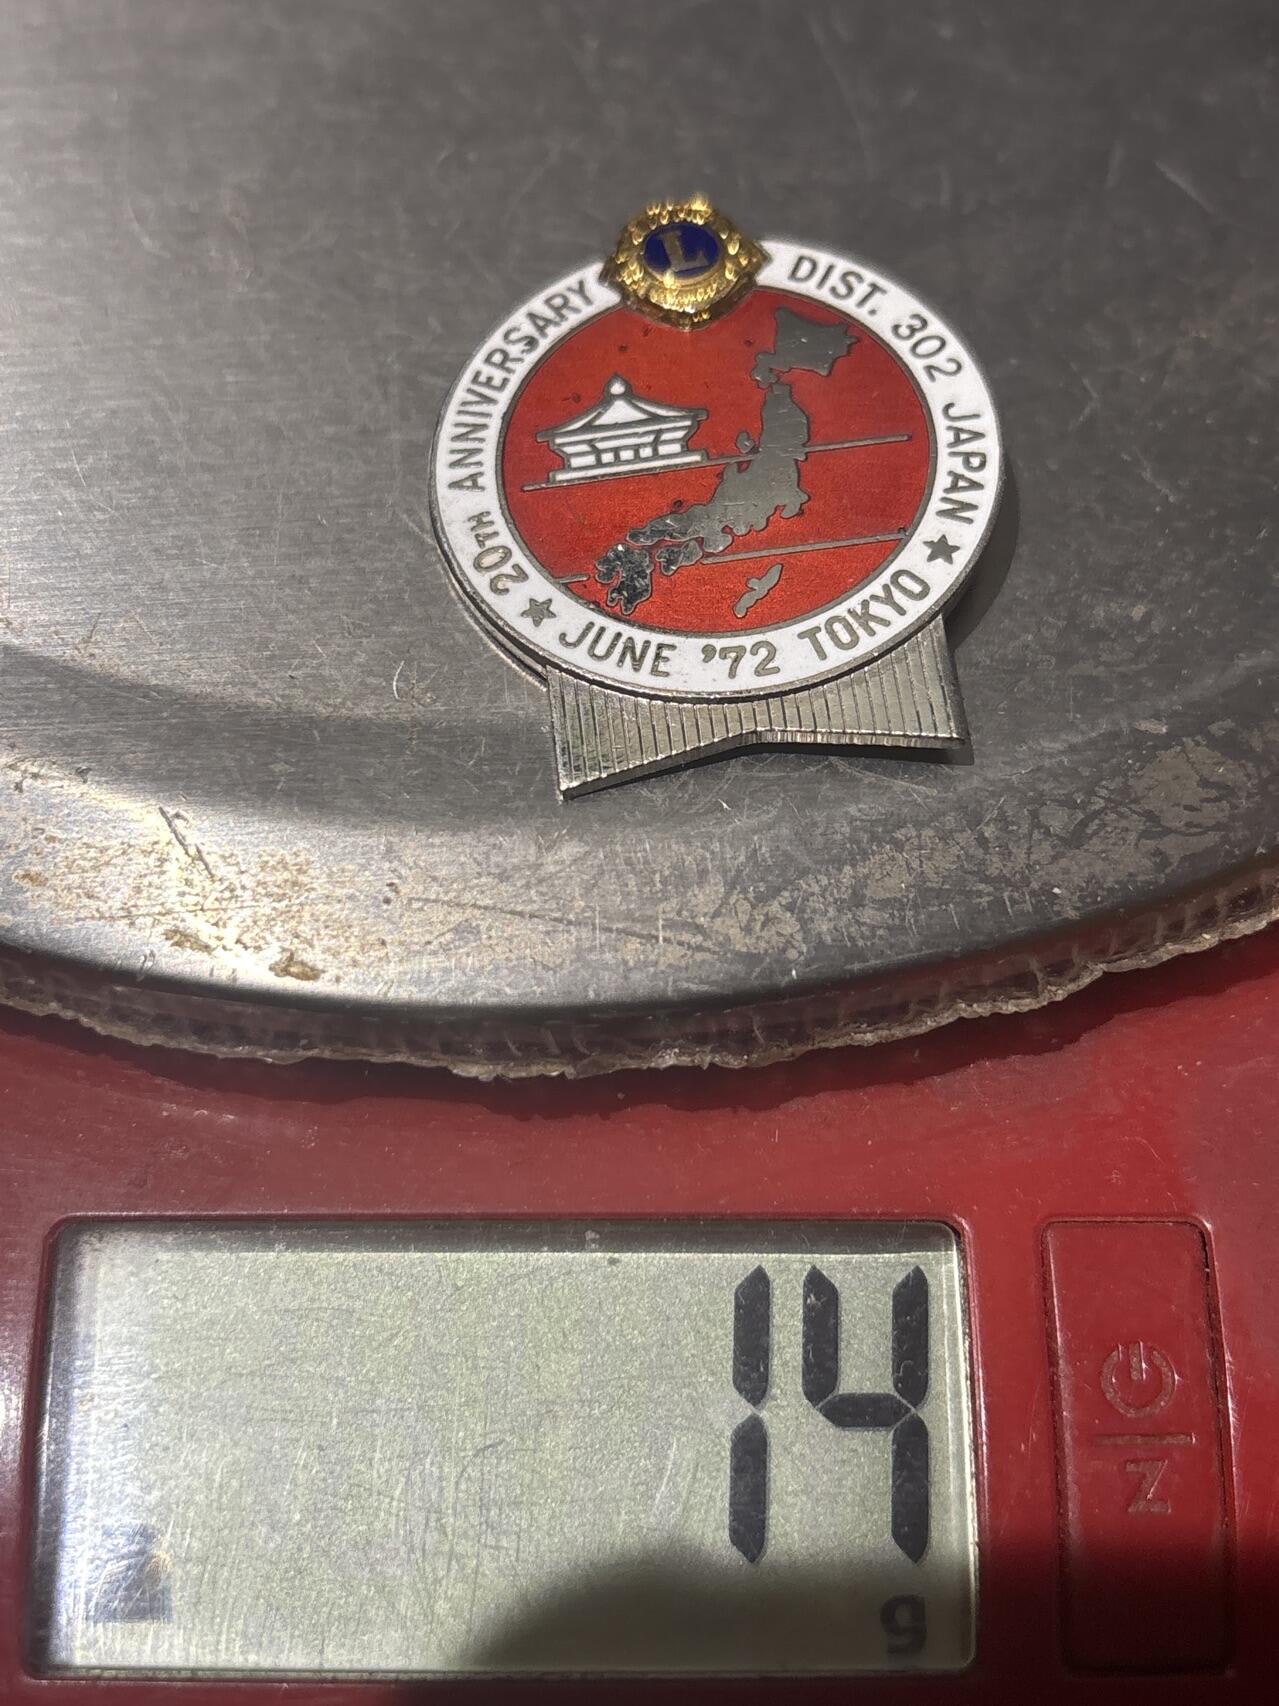 L
20TH ANNIVERSARY
DIST. 302 JAPAN
★ JUNE '72 TOKYO ★
14
g
Z